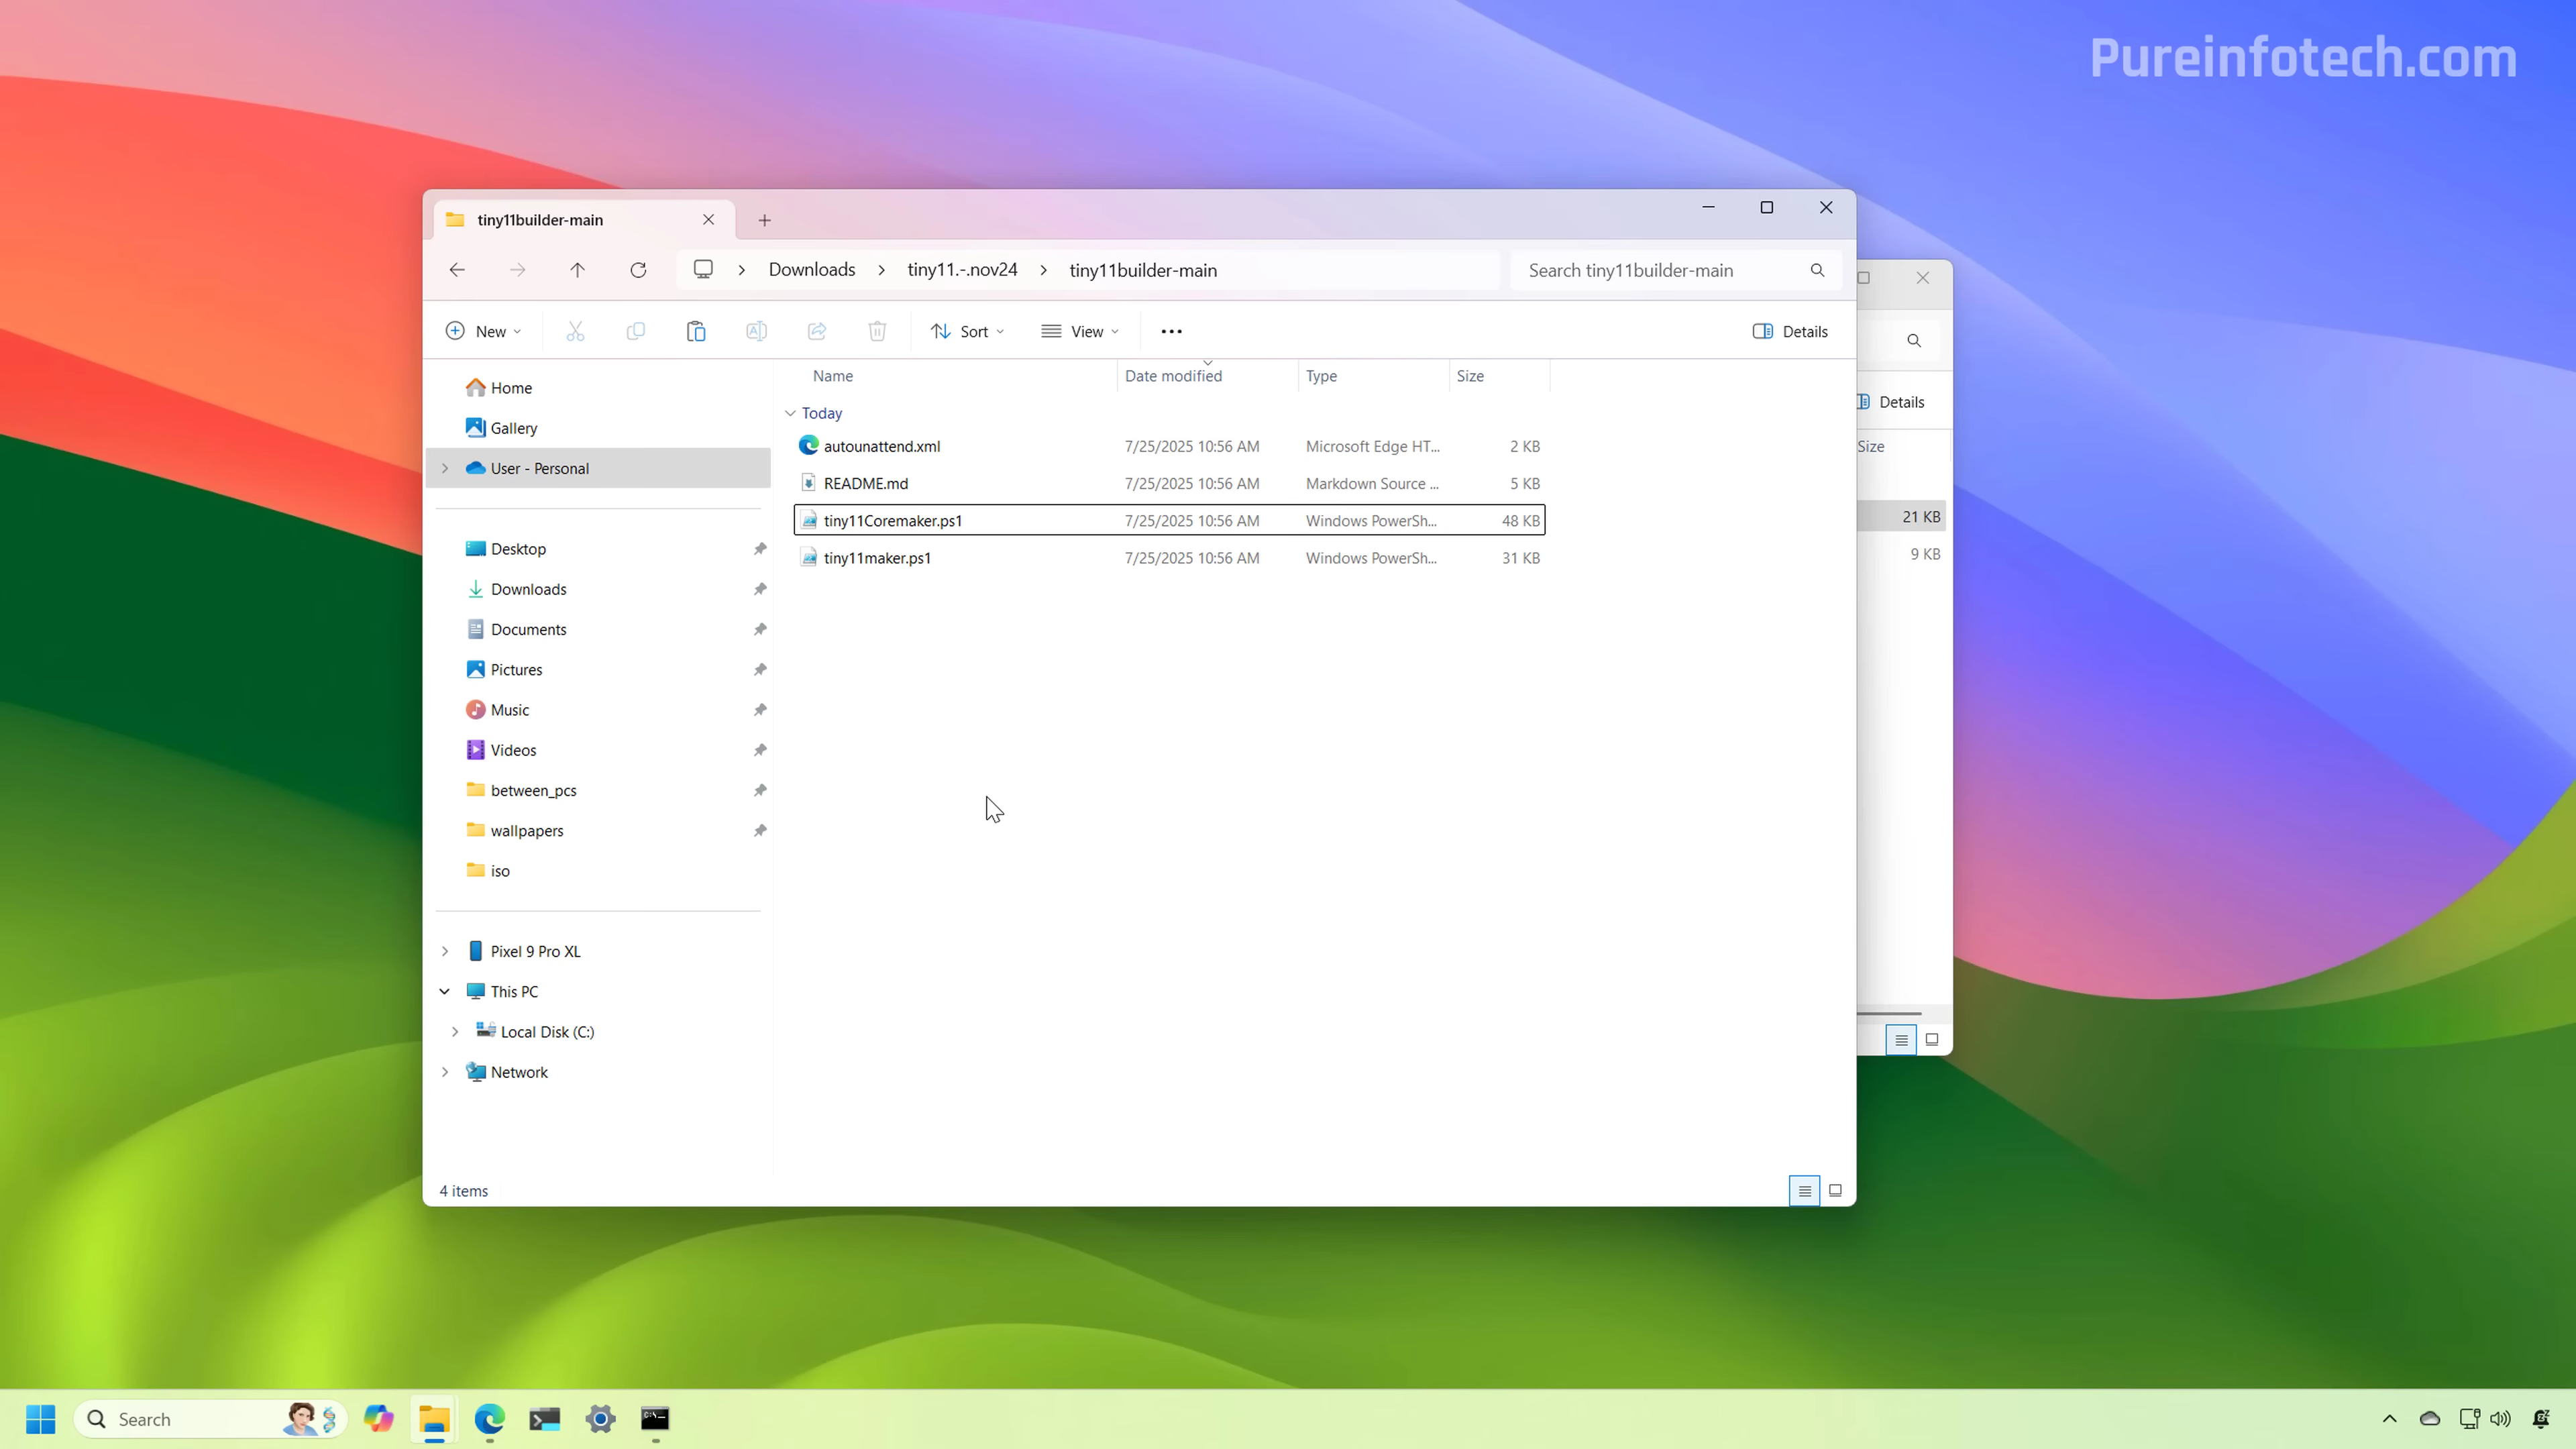 Pureinfotech.com
tiny11builder-main
Downloads > tiny11.-.nov24 > tiny11builder-main
Search tiny11builder-main
New
Sort
View
Details
Details
Name Date modified Type Size
Size
Today
autounattend.xml 7/25/2025 10:56 AM Microsoft Edge HT... 2 KB
README.md 7/25/2025 10:56 AM Markdown Source ... 5 KB
tiny11Coremaker.ps1 7/25/2025 10:56 AM Windows PowerSh... 48 KB
tiny11maker.ps1 7/25/2025 10:56 AM Windows PowerSh... 31 KB
21 KB
9 KB
Home
Gallery
User - Personal
Desktop
Downloads
Documents
Pictures
Music
Videos
between_pcs
wallpapers
iso
Pixel 9 Pro XL
This PC
Local Disk (C:)
Network
4 items
Search